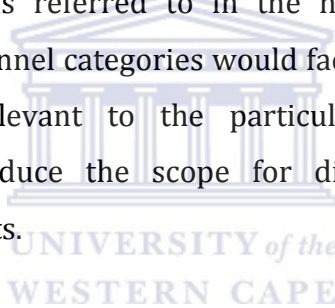 s referred to in the
nnel categories would
levant to the particul
duce the scope for di
ts.
UNIVERSITY of the
WESTERN CAPE